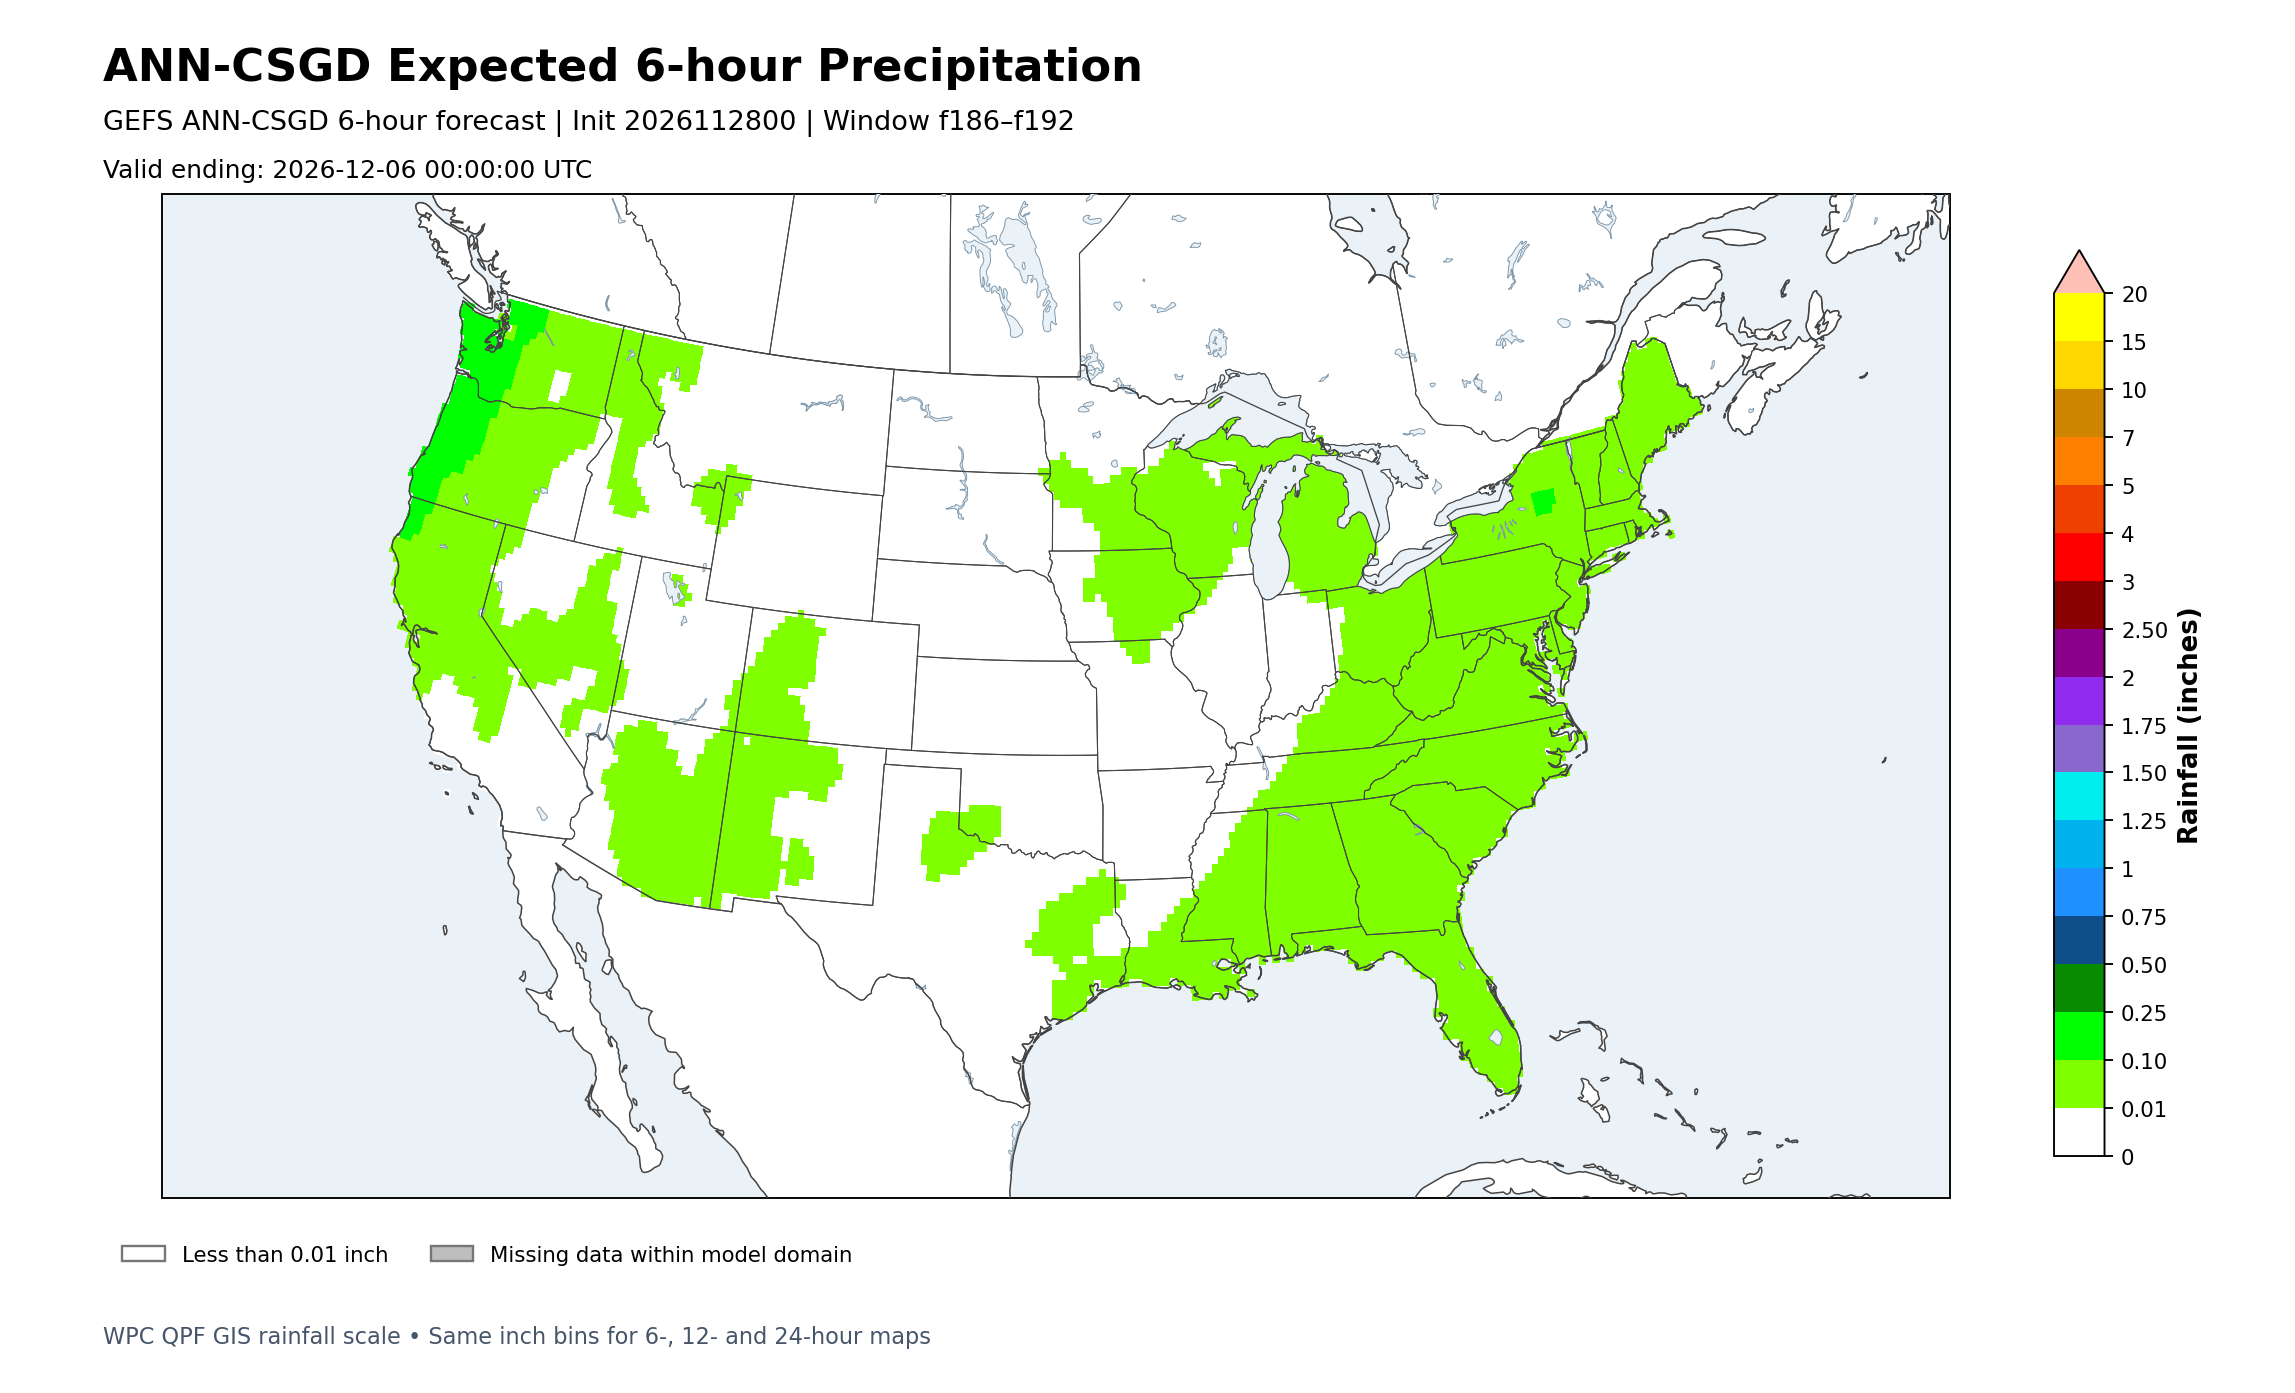 ANN-CSGD Expected 6-hour Precipitation
GEFS ANN-CSGD 6-hour forecast | Init 2026112800 | Window f186–f192
Valid ending: 2026-12-06 00:00:00 UTC
20
15
10
7
5
4
3
2.50
2
1.75
1.50
1.25
1
0.75
0.50
0.25
0.10
0.01
0
Rainfall (inches)
Less than 0.01 inch
Missing data within model domain
WPC QPF GIS rainfall scale • Same inch bins for 6-, 12- and 24-hour maps